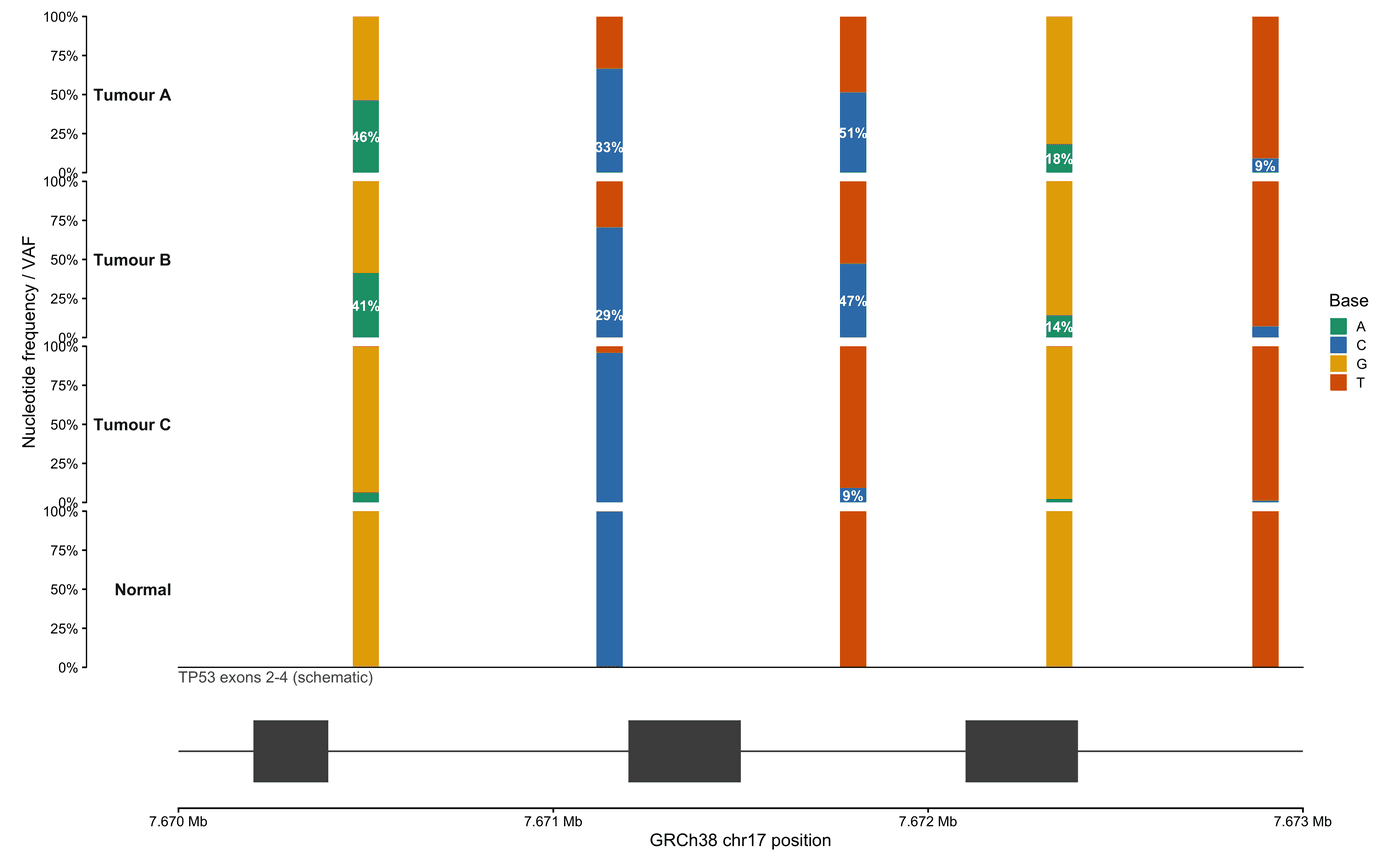 100%
75%
50%
25%
0%
Tumour A
46%
33%
51%
18%
9%
100%
75%
50%
25%
0%
Tumour B
41%
29%
47%
14%
100%
75%
50%
25%
0%
Tumour C
9%
100%
75%
50%
25%
0%
Normal
Nucleotide frequency / VAF
Base
A
C
G
T
TP53 exons 2-4 (schematic)
7.670 Mb
7.671 Mb
7.672 Mb
7.673 Mb
GRCh38 chr17 position